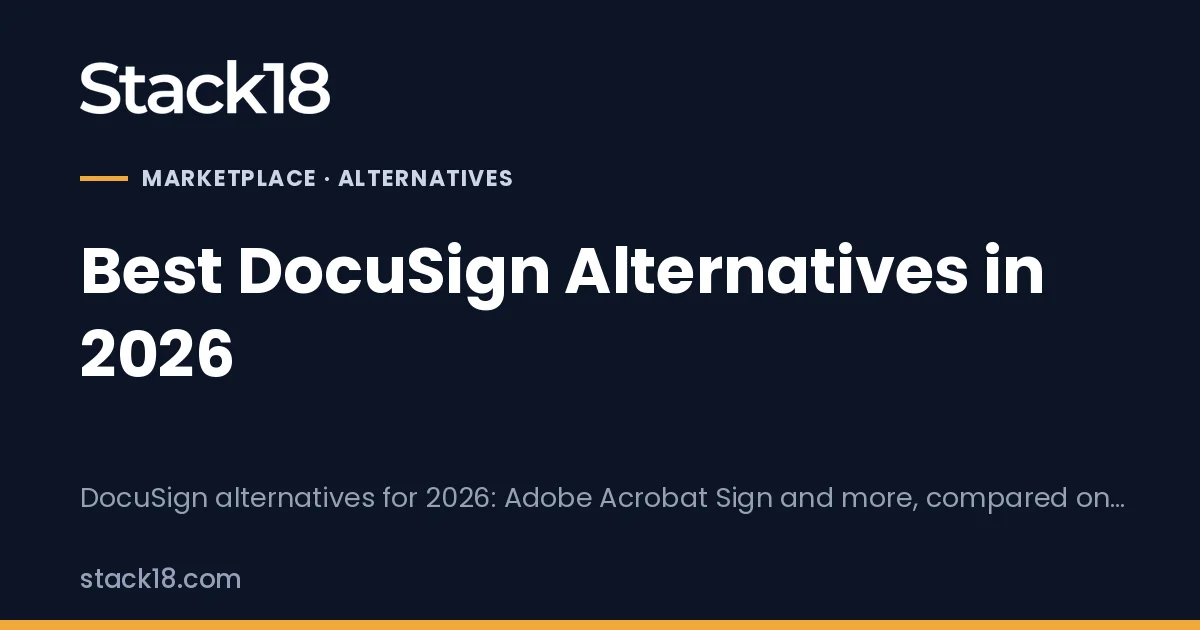 Stack18
MARKETPLACE · ALTERNATIVES
Best DocuSign Alternatives in
2026
DocuSign alternatives for 2026: Adobe Acrobat Sign and more, compared on...
stack18.com